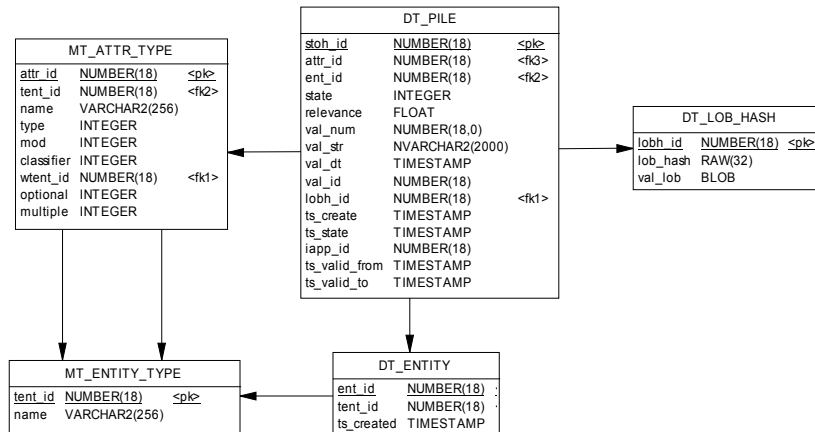 MT_ATTR_TYPE
attr_id NUMBER(18) <pk>
tent_id NUMBER(18) <fk2>
name VARCHAR2(256)
type INTEGER
mod INTEGER
classifier INTEGER
wtent_id NUMBER(18) <fk1>
optional INTEGER
multiple INTEGER
DT_PILE
stoh_id NUMBER(18) <pk>
attr_id NUMBER(18) <fk3>
ent_id NUMBER(18) <fk2>
state INTEGER
relevance FLOAT
val_num NUMBER(18,0)
val_str NVARCHAR2(2000)
val_dt TIMESTAMP
val_id NUMBER(18)
lobh_id NUMBER(18) <fk1>
ts_create TIMESTAMP
ts_state TIMESTAMP
iapp_id NUMBER(18)
ts_valid_from TIMESTAMP
ts_valid_to TIMESTAMP
DT_LOB_HASH
lobh_id NUMBER(18) <pk>
lob_hash RAW(32)
val_lob BLOB
MT_ENTITY_TYPE
tent_id NUMBER(18) <pk>
name VARCHAR2(256)
DT_ENTITY
ent_id NUMBER(18)
tent_id NUMBER(18)
ts_created TIMESTAMP